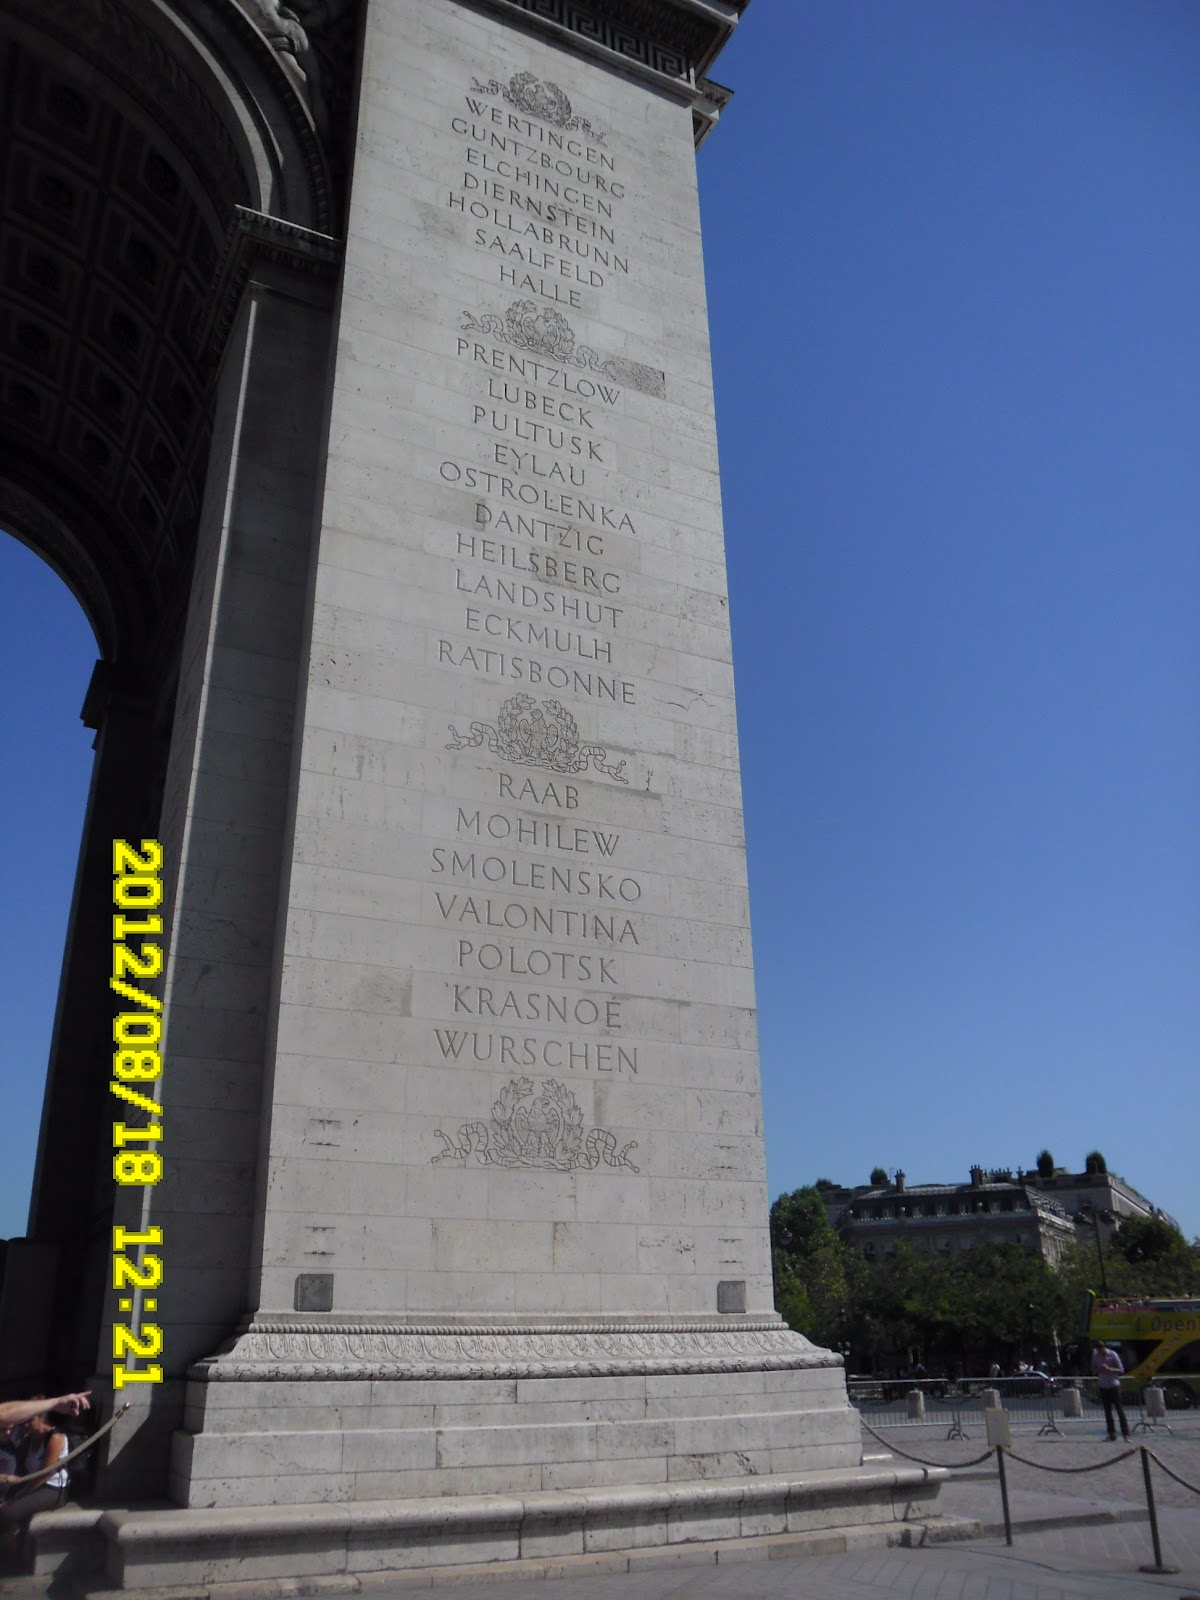 WERTINGEN
GUNTZBOURG
ELCHINGEN
DIERNSTEIN
HOLLABRUNN
SAALFELD
HALLE
PRENTZLOW
LUBECK
PULTUSK
EYLAU
OSTROLENKA
DANTZIG
HEILSBERG
LANDSHUT
ECKMULH
RATISBONNE
RAAB
MOHILEW
SMOLENSKO
VALONTINA
POLOTSK
KRASNOÉ
WURSCHEN
2012/08/18 12:21
L'Open